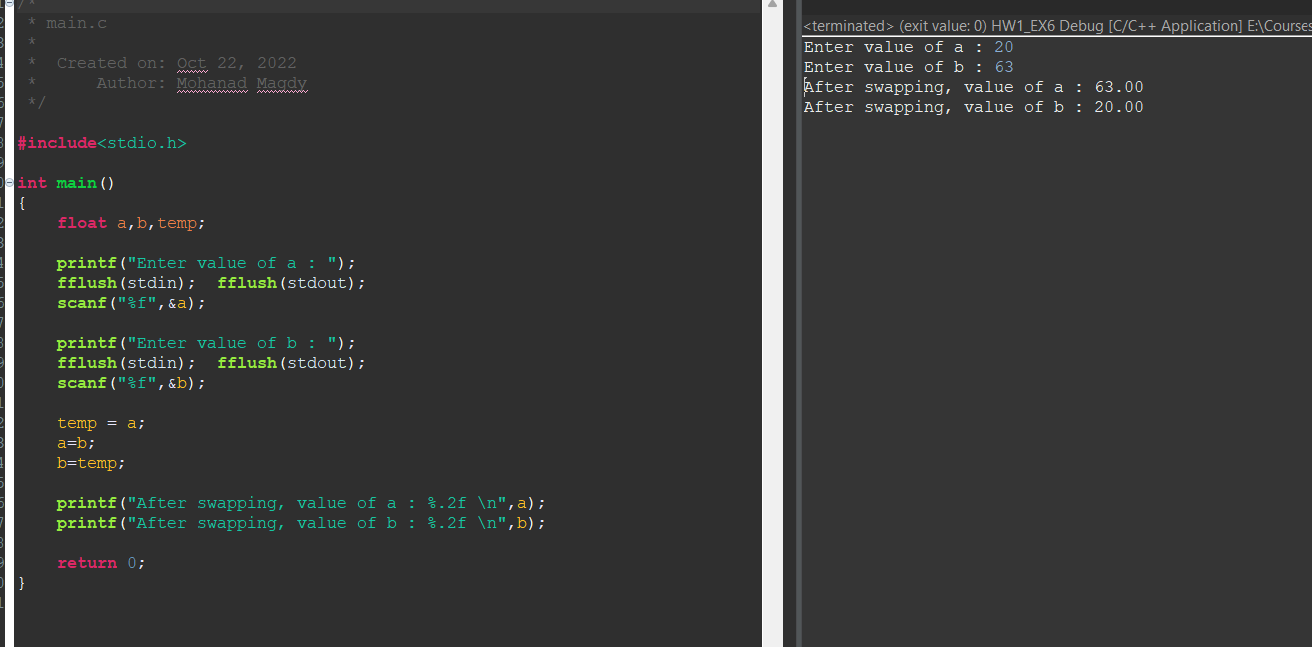 /*
 * main.c
 *
 *  Created on: Oct 22, 2022
 *      Author: Mohanad Magdy
 */
#include<stdio.h>
int main()
{
    float a,b,temp;
    printf("Enter value of a : ");
    fflush(stdin);  fflush(stdout);
    scanf("%f",&a);
    printf("Enter value of b : ");
    fflush(stdin);  fflush(stdout);
    scanf("%f",&b);
    temp = a;
    a=b;
    b=temp;
    printf("After swapping, value of a : %.2f \n",a);
    printf("After swapping, value of b : %.2f \n",b);
    return 0;
}
<terminated> (exit value: 0) HW1_EX6 Debug [C/C++ Application] E:\Courses
Enter value of a : 20
Enter value of b : 63
After swapping, value of a : 63.00
After swapping, value of b : 20.00